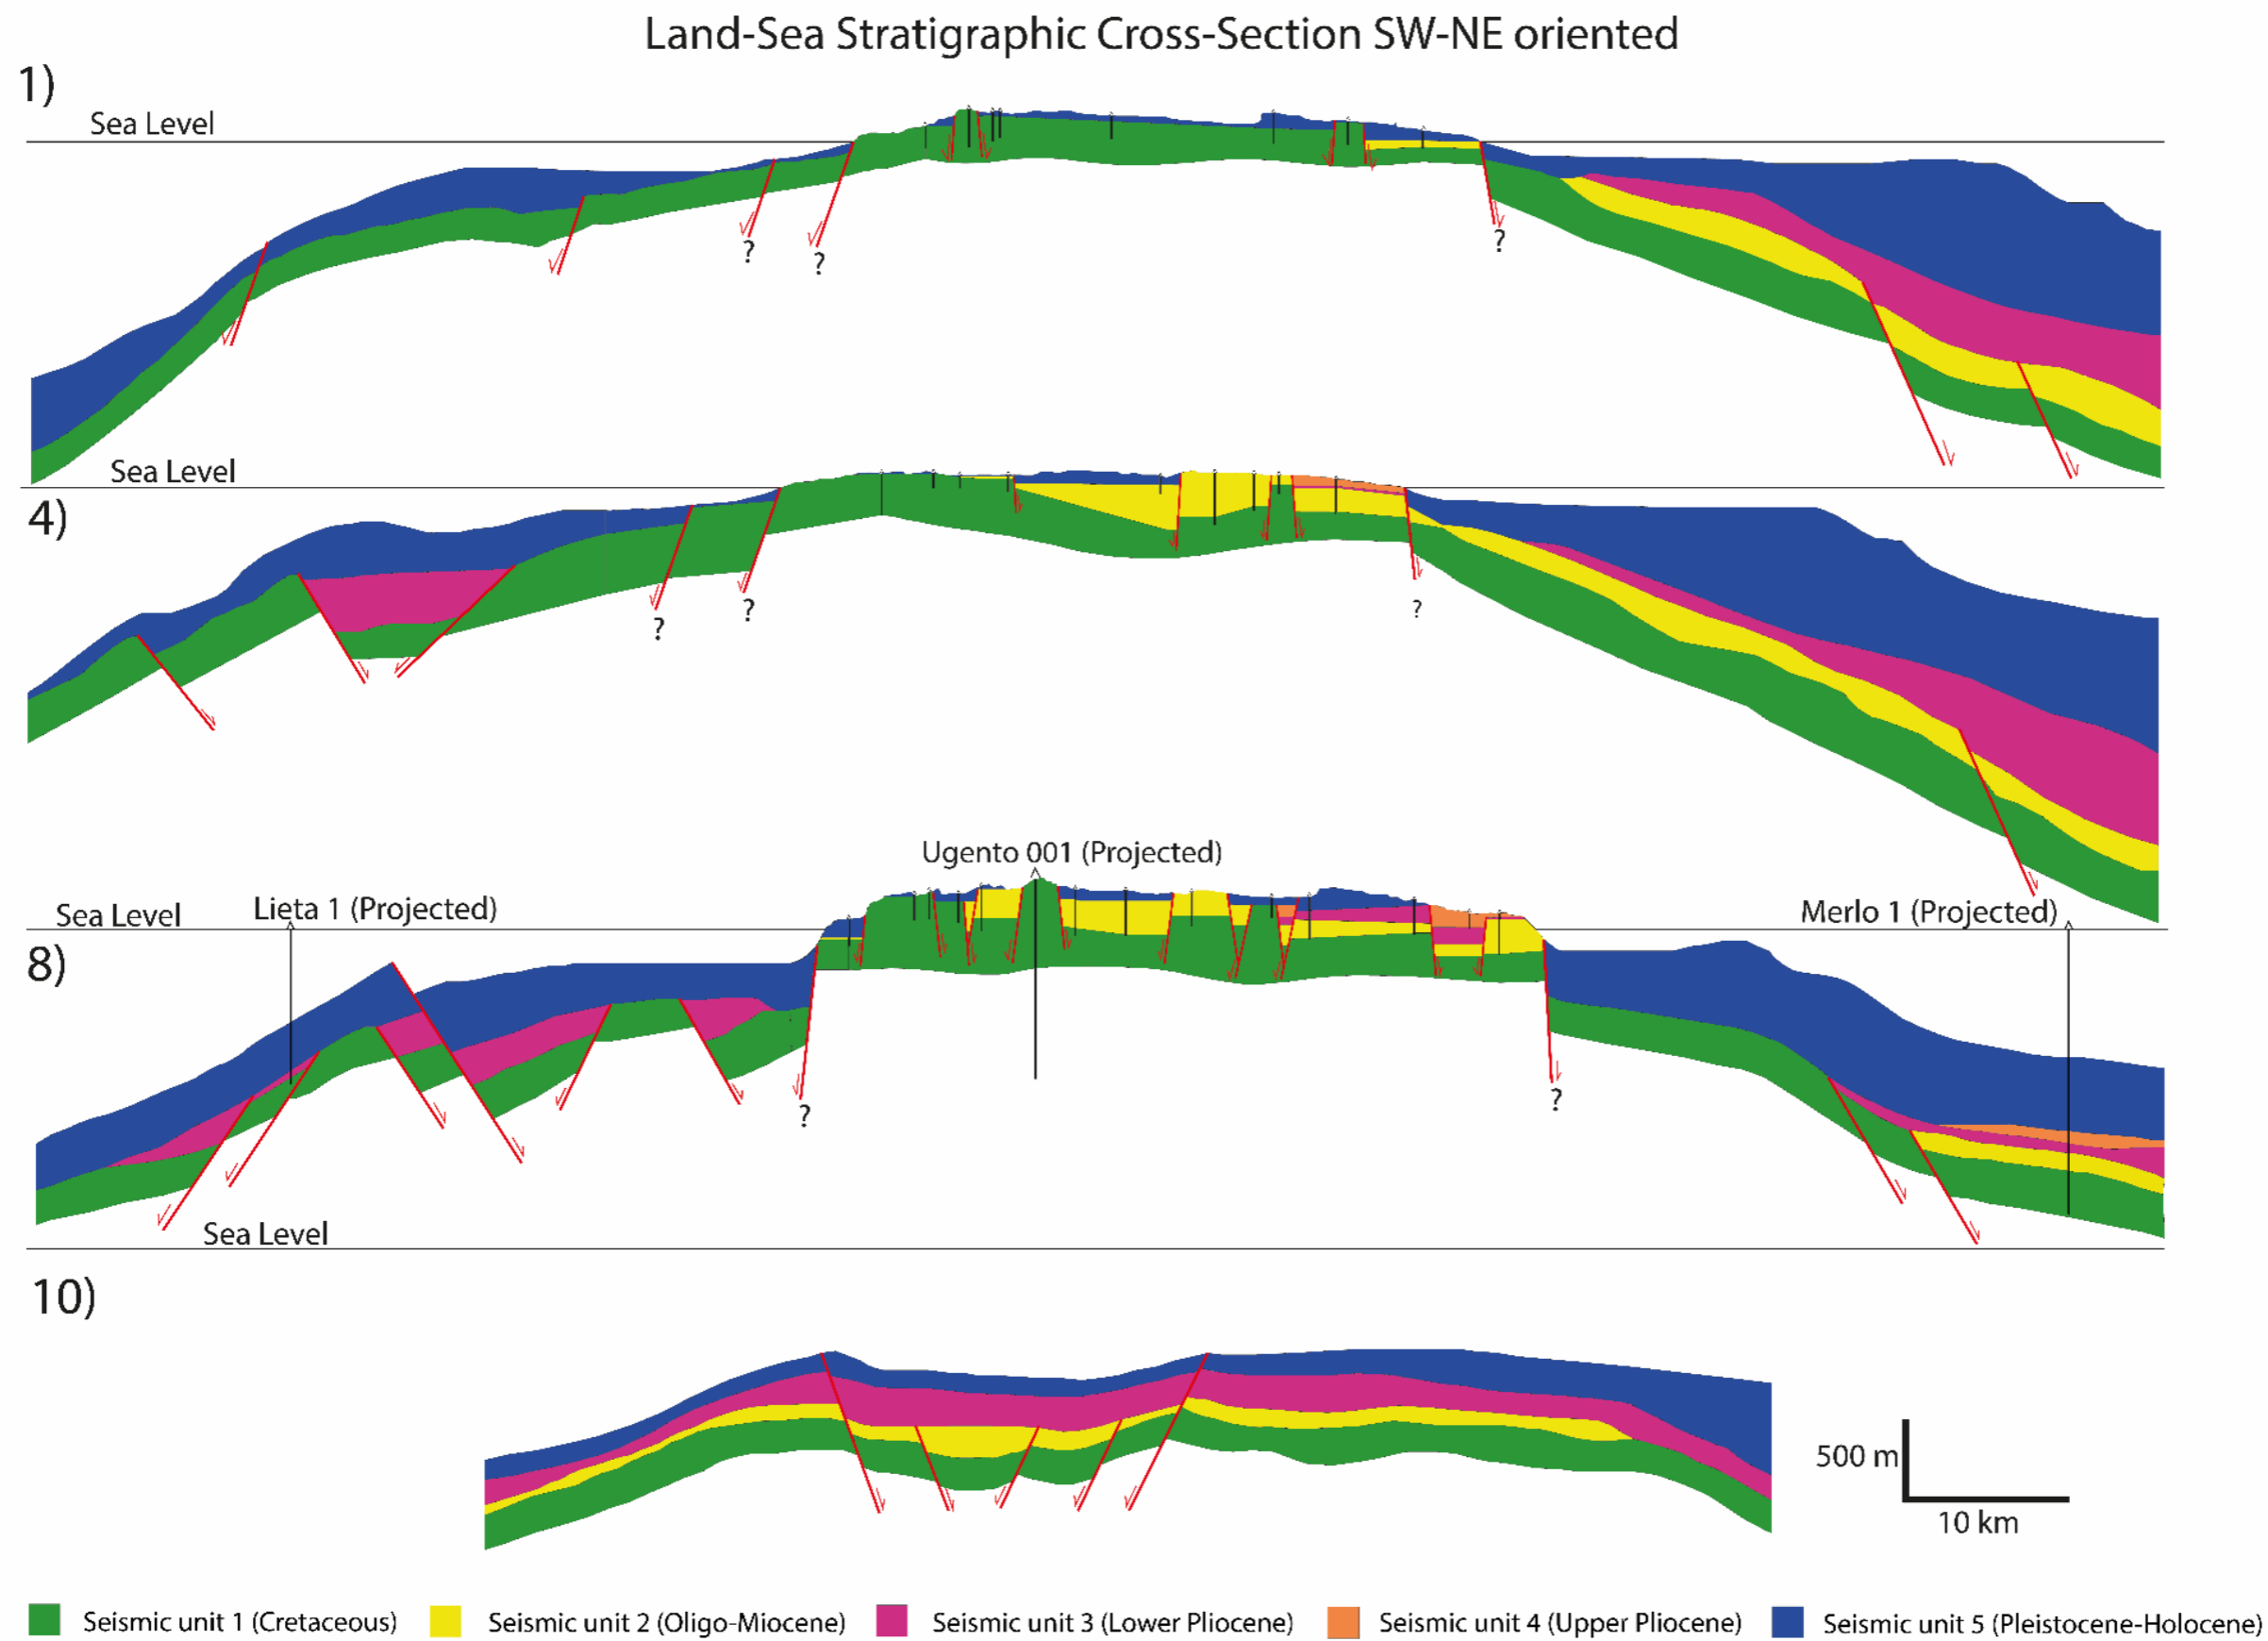 Land-Sea Stratigraphic Cross-Section SW-NE oriented
1)
Sea Level
?
?
?
Sea Level
4)
?
?
?
Ugento 001 (Projected)
Sea Level
Lieta 1 (Projected)
Merlo 1 (Projected)
8)
?
?
Sea Level
10)
500 m
10 km
Seismic unit 1 (Cretaceous)
Seismic unit 2 (Oligo-Miocene)
Seismic unit 3 (Lower Pliocene)
Seismic unit 4 (Upper Pliocene)
Seismic unit 5 (Pleistocene-Holocene)